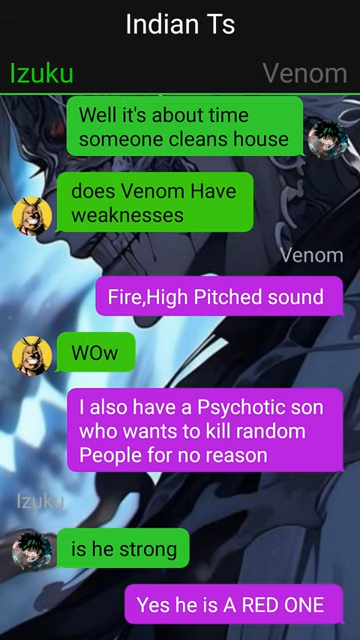 Indian Ts
Izuku
Venom
Well it's about time
someone cleans house
does Venom Have
weaknesses
Venom
Fire,High Pitched sound
WOw
I also have a Psychotic son
who wants to kill random
People for no reason
Izuku
is he strong
Yes he is A RED ONE